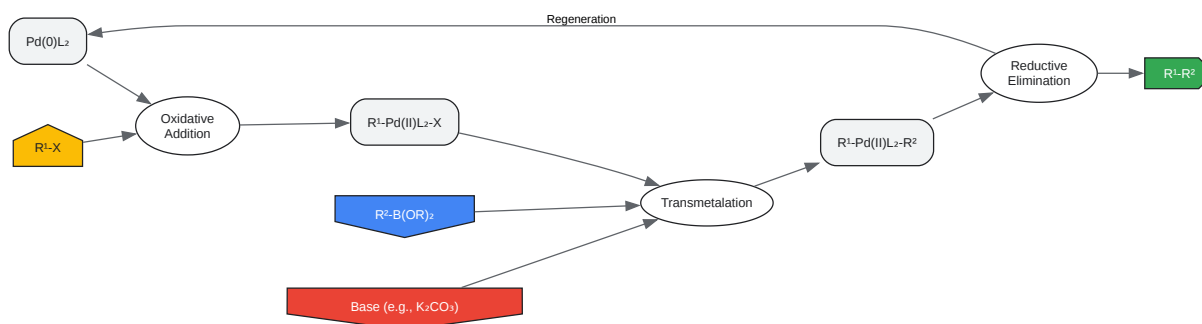 Regeneration
Pd(0)L₂
Reductive
Elimination
R¹-R²
Oxidative
Addition
R¹-Pd(II)L₂-X
R¹-X
R¹-Pd(II)L₂-R²
Transmetalation
R²-B(OR)₂
Base (e.g., K₂CO₃)